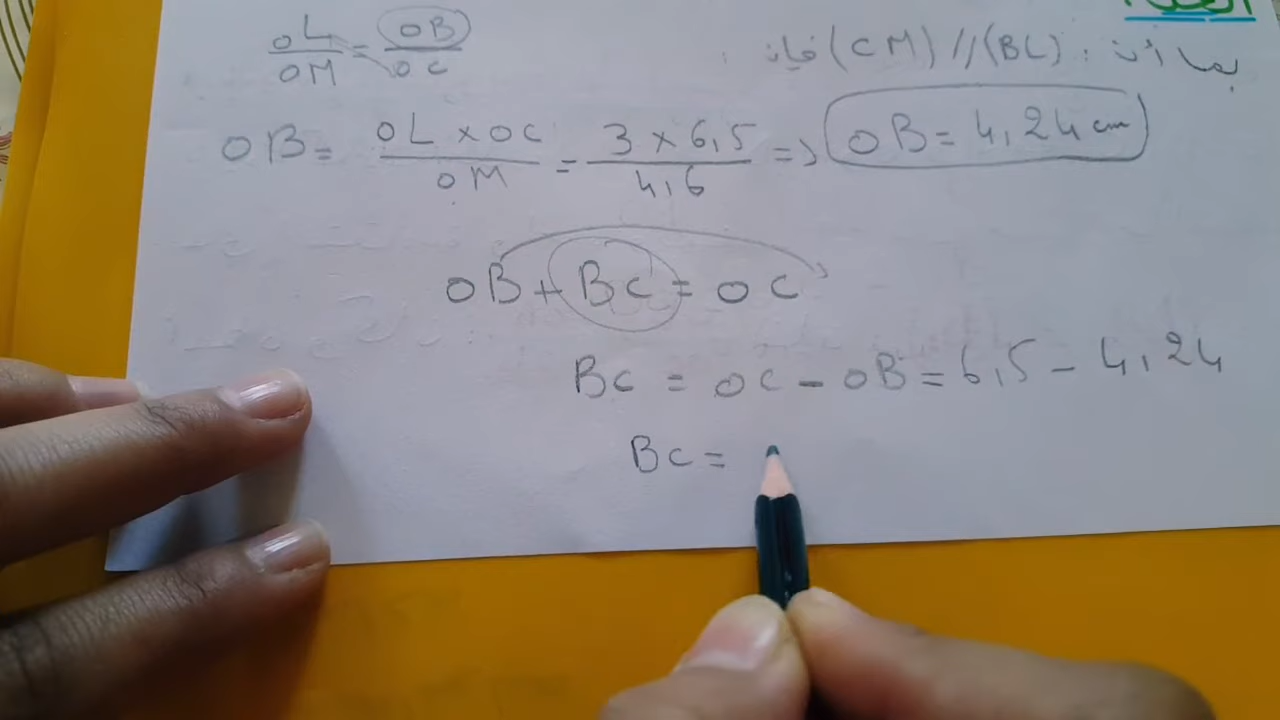 بما أن : (BL) // (CM) فإن :
OL/OM = OB/OC
OB = OL × OC / OM = 3 × 6,5 / 4,6 => OB = 4,24 cm
OB + BC = OC
BC = OC - OB = 6,5 - 4,24
BC =